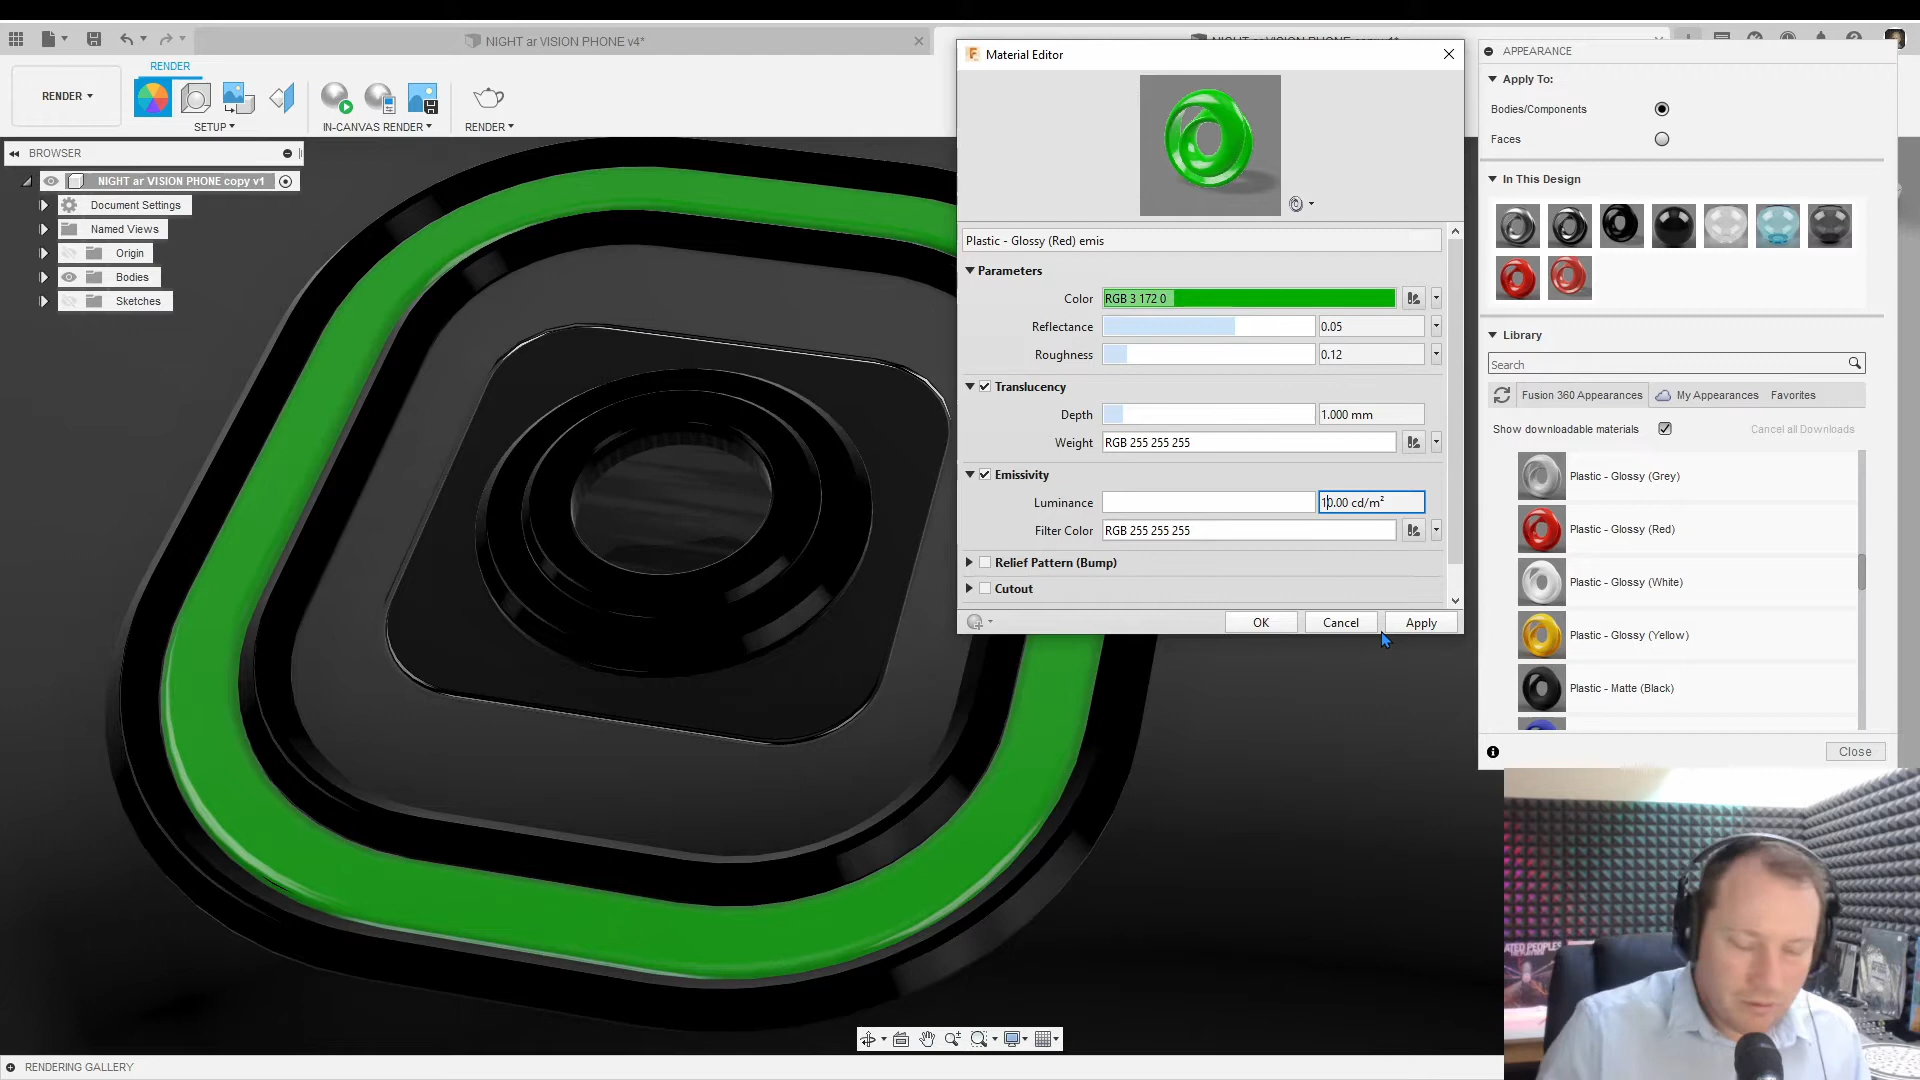 NIGHT ar VISION PHONE v4*
RENDER
RENDER
SETUP
IN-CANVAS RENDER
RENDER
BROWSER
NIGHT ar VISION PHONE copy v1
Document Settings
Named Views
Origin
Bodies
Sketches
Material Editor
Plastic - Glossy (Red) emis
Parameters
Color RGB 3 172 0
Reflectance 0.05
Roughness 0.12
Translucency
Depth 1.000 mm
Weight RGB 255 255 255
Emissivity
Luminance 10.00 cd/m²
Filter Color RGB 255 255 255
Relief Pattern (Bump)
Cutout
OK Cancel Apply
APPEARANCE
Apply To:
Bodies/Components
Faces
In This Design
Library
Search
Fusion 360 Appearances My Appearances Favorites
Show downloadable materials Cancel all Downloads
Plastic - Glossy (Grey)
Plastic - Glossy (Red)
Plastic - Glossy (White)
Plastic - Glossy (Yellow)
Plastic - Matte (Black)
Close
RENDERING GALLERY